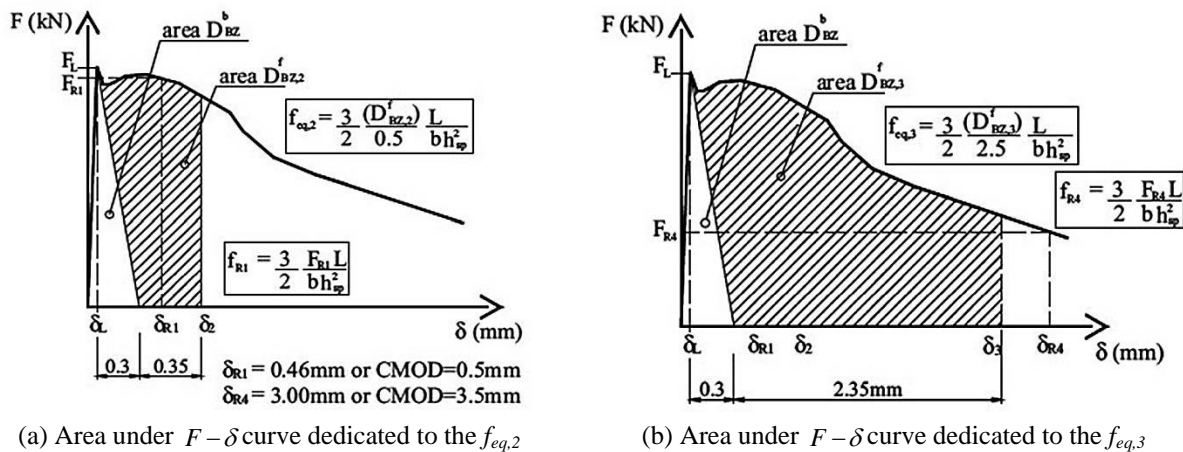 F (kN)
area D^b_BZ
F_L
F_R1
area D^f_BZ,2
f_eq,2 = 3/2 (D^f_BZ,2)/0.5 L/bh²_sp
f_R1 = 3/2 F_R1 L/bh²_sp
δ_L δ_R1 δ_2 δ (mm)
0.3 0.35
δ_R1 = 0.46mm or CMOD=0.5mm
δ_R4 = 3.00mm or CMOD=3.5mm
(a) Area under F − δ curve dedicated to the f_eq,2
F (kN)
area D^b_BZ
F_L
area D^f_BZ,3
f_eq,3 = 3/2 (D^f_BZ,3)/2.5 L/bh²_sp
f_R4 = 3/2 F_R4 L/bh²_sp
F_R4
δ_L δ_R1 δ_2 δ_3 δ_R4
δ (mm)
0.3 2.35mm
(b) Area under F − δ curve dedicated to the f_eq,3